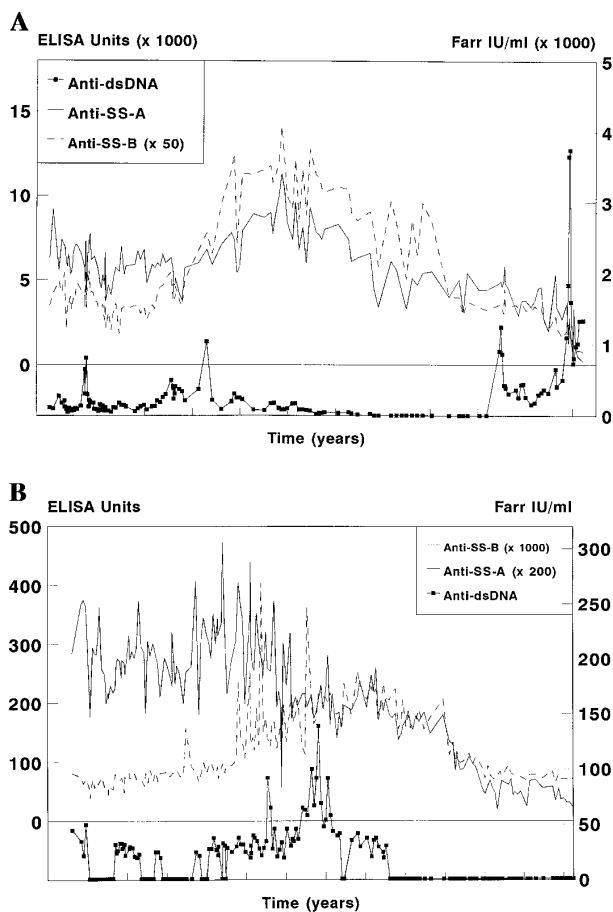 A
ELISA Units (x 1000)
Farr IU/ml (x 1000)
Anti-dsDNA
Anti-SS-A
Anti-SS-B (x 50)
15
10
5
0
5
4
3
2
1
0
Time (years)
B
ELISA Units
Farr IU/ml
Anti-SS-B (x 1000)
Anti-SS-A (x 200)
Anti-dsDNA
500
400
300
200
100
0
300
250
200
150
100
50
0
Time (years)